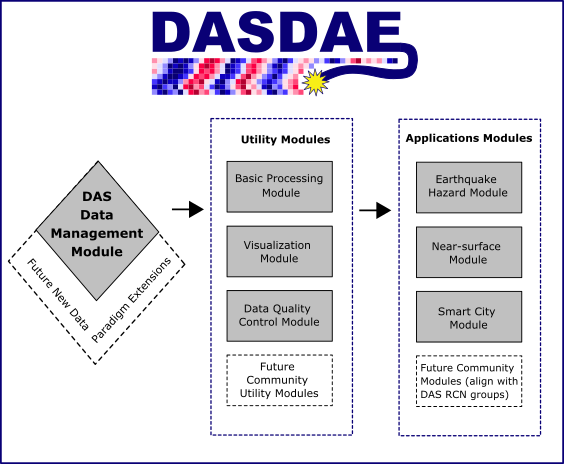 DASDAE
DAS
Data
Management
Module
Future New Data
Paradigm Extensions
Utility Modules
Basic Processing
Module
Visualization
Module
Data Quality
Control Module
Future
Community
Utility Modules
Applications Modules
Earthquake
Hazard Module
Near-surface
Module
Smart City
Module
Future Community
Modules (align with
DAS RCN groups)